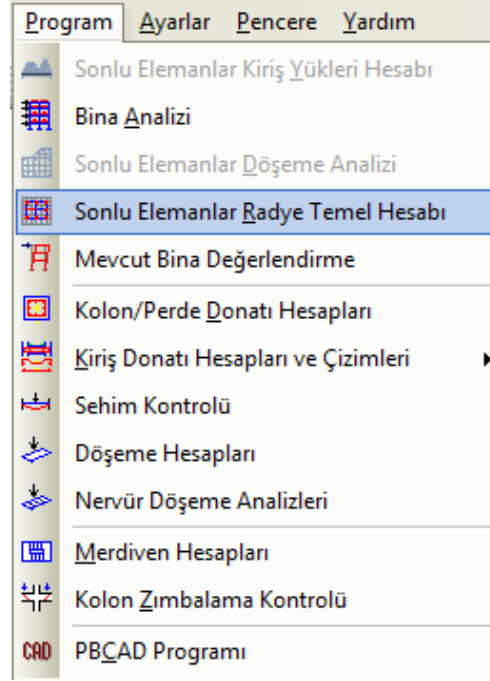 Program Ayarlar Pencere Yardım
Sonlu Elemanlar Kiriş Yükleri Hesabı
Bina Analizi
Sonlu Elemanlar Döşeme Analizi
Sonlu Elemanlar Radye Temel Hesabı
Mevcut Bina Değerlendirme
Kolon/Perde Donatı Hesapları
Kiriş Donatı Hesapları ve Çizimleri
Sehim Kontrolü
Döşeme Hesapları
Nervür Döşeme Analizleri
Merdiven Hesapları
Kolon Zımbalama Kontrolü
CAD PBCAD Programı